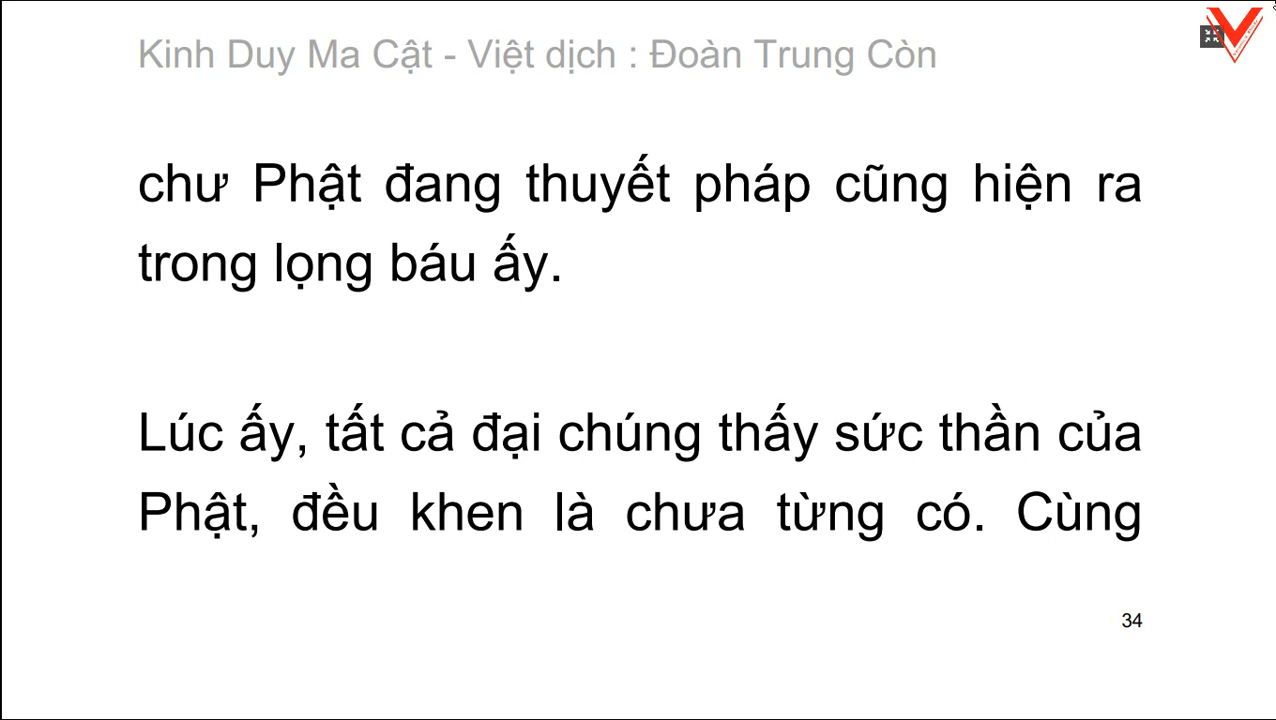 Kinh Duy Ma Cật - Việt dịch : Đoàn Trung Còn
chư Phật đang thuyết pháp cũng hiện ra
trong lọng báu ấy.
Lúc ấy, tất cả đại chúng thấy sức thần của
Phật, đều khen là chưa từng có. Cùng
34